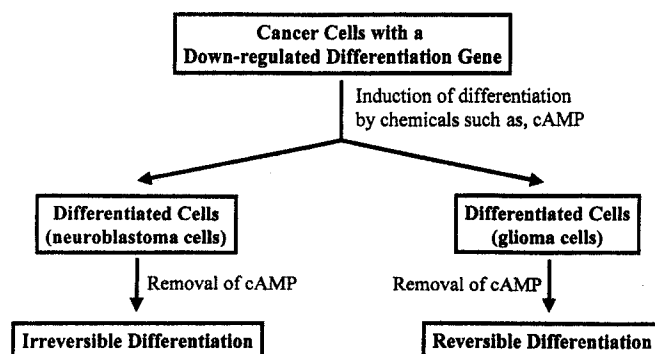 Cancer Cells with a
Down-regulated Differentiation Gene
Induction of differentiation
by chemicals such as, cAMP
Differentiated Cells
(neuroblastoma cells)
Differentiated Cells
(glioma cells)
Removal of cAMP
Removal of cAMP
Irreversible Differentiation
Reversible Differentiation